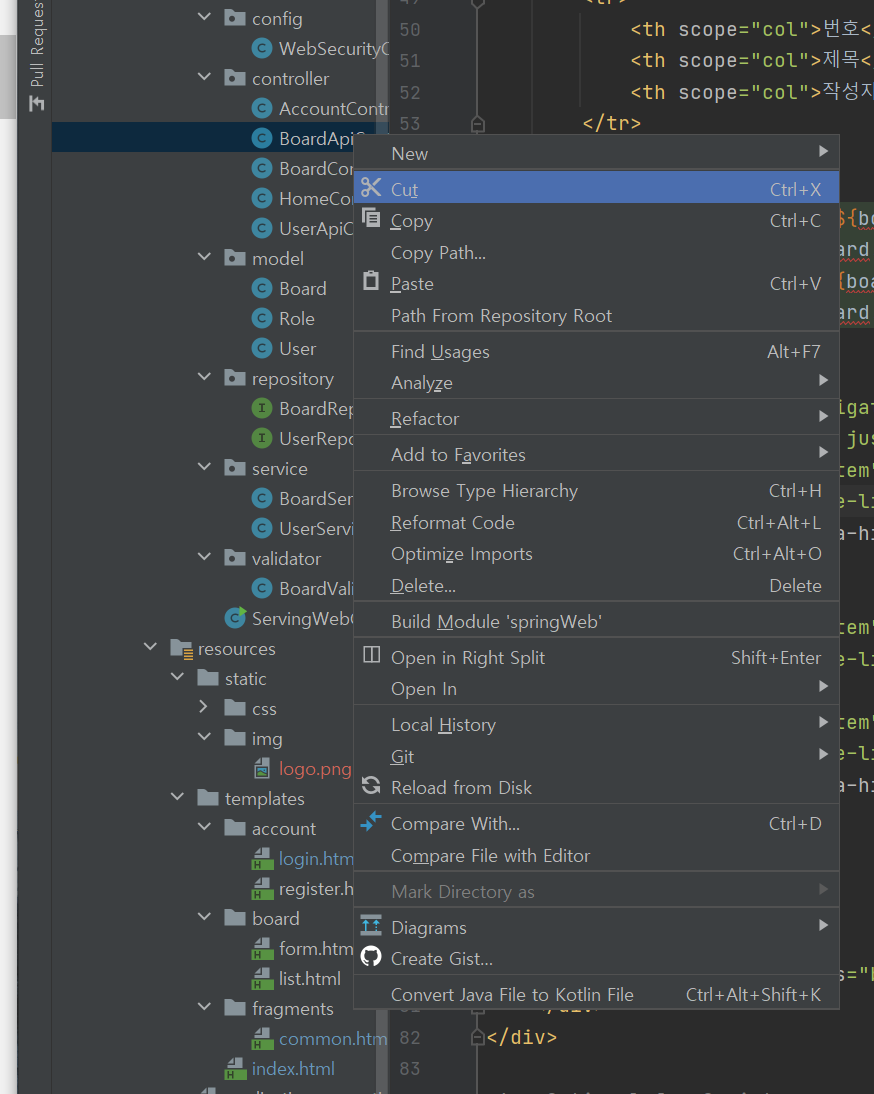 Pull Reques
config
WebSecurityC
controller
AccountContr
BoardApiC
BoardCon
HomeCo
UserApiC
model
Board
Role
User
repository
BoardRep
UserRepo
service
BoardSer
UserServi
validator
BoardVali
ServingWebC
resources
static
css
img
logo.png
templates
account
login.htm
register.h
board
form.htm
list.html
fragments
common.htm
index.html
New
Cut Ctrl+X
Copy Ctrl+C
Copy Path...
Paste Ctrl+V
Path From Repository Root
Find Usages Alt+F7
Analyze
Refactor
Add to Favorites
Browse Type Hierarchy Ctrl+H
Reformat Code Ctrl+Alt+L
Optimize Imports Ctrl+Alt+O
Delete... Delete
Build Module 'springWeb'
Open in Right Split Shift+Enter
Open In
Local History
Git
Reload from Disk
Compare With... Ctrl+D
Compare File with Editor
Mark Directory as
Diagrams
Create Gist...
Convert Java File to Kotlin File Ctrl+Alt+Shift+K
50 <th scope="col">번호<
51 <th scope="col">제목<
52 <th scope="col">작성자
53 </tr>
${bo
ard
{boa
ard
igat
jus
tem"
e-li
a-hi
tem"
e-li
tem"
e-li
a-hi
82 </div>
83